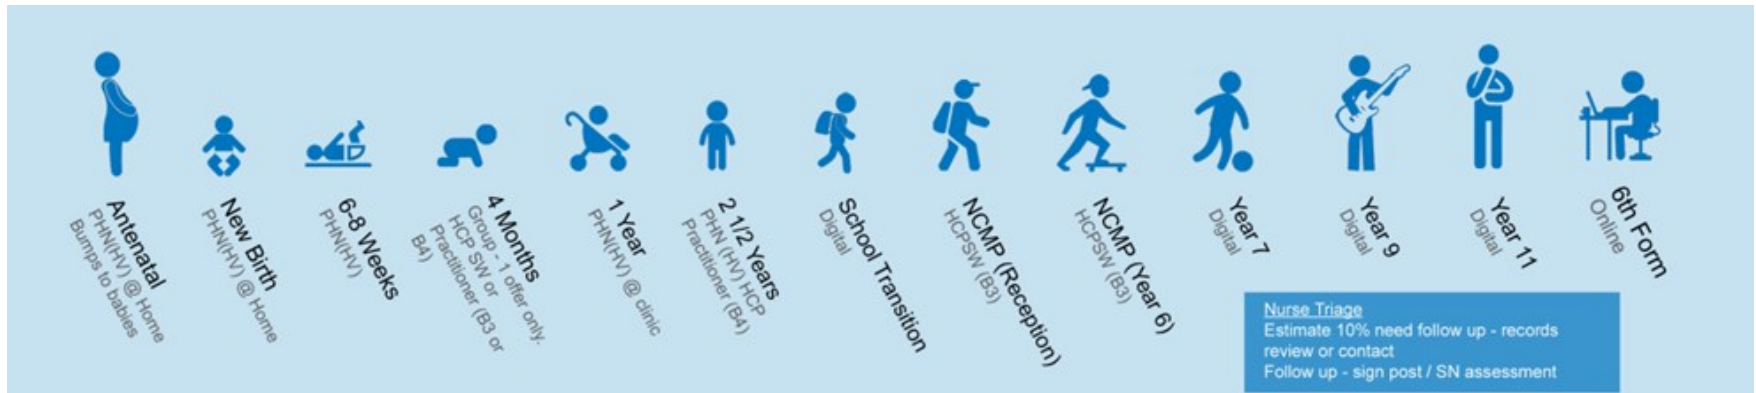 Antenatal
PHN(HV) @ Home
Bumps to babies
New Birth
PHN(HV) @ Home
6-8 Weeks
PHN(HV)
4 Months
Group - 1 offer only.
HCP SW or
Practitioner (B3 or
B4)
1 Year
PHN(HV) @ clinic
2 1/2 Years
PHN (HV) HCP
Practitioner (B4)
School Transition
Digital
NCMP (Reception)
HCPSW (B3)
NCMP (Year 6)
HCPSW (B3)
Year 7
Digital
Year 9
Digital
Year 11
Digital
6th Form
Online
Nurse Triage
Estimate 10% need follow up - records
review or contact
Follow up - sign post / SN assessment